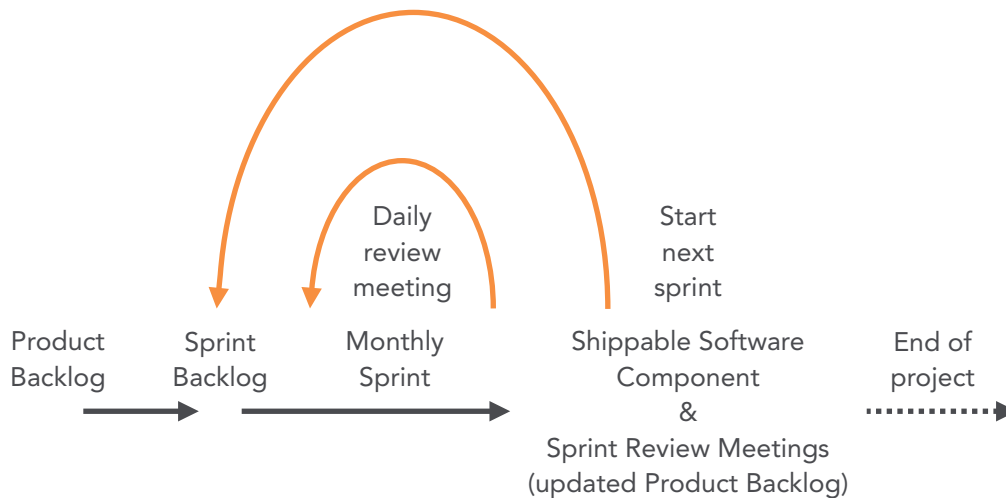 Daily
review
meeting
Start
next
sprint
Product
Backlog
Sprint
Backlog
Monthly
Sprint
Shippable Software
Component
&
Sprint Review Meetings
(updated Product Backlog)
End of
project